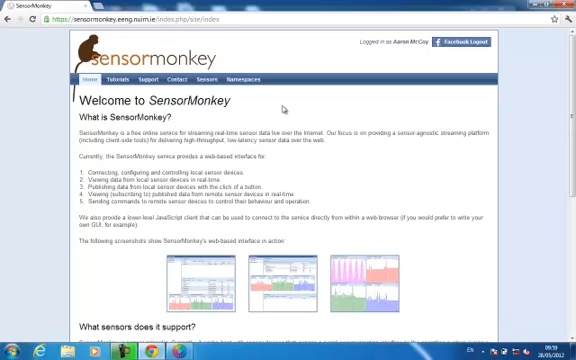 SensorMonkey
https://sensormonkey.eeng.nuim.ie/index.php/site/index
sensormonkey
Logged in as Aaron McCoy
Facebook Logout
Home Tutorials Support Contact Sensors Namespaces
Welcome to SensorMonkey
What is SensorMonkey?
SensorMonkey is a free online service for streaming real-time sensor data live over the Internet. Our focus is on providing a sensor-agnostic streaming platform
(including client-side tools) for delivering high-throughput, low-latency sensor data over the web.
Currently, the SensorMonkey service provides a web-based interface for:
1. Connecting, configuring and controlling local sensor devices.
2. Viewing data from local sensor devices in real-time.
3. Publishing data from local sensor devices with the click of a button.
4. Viewing (subscribing to) published data from remote sensor devices in real-time.
5. Sending commands to remote sensor devices to control their behaviour and operation.
We also provide a lower-level JavaScript client that can be used to connect to the service directly from within a web-browser (if you would prefer to write your
own GUI, for example).
The following screenshots show SensorMonkey's web-based interface in action:
What sensors does it support?
EN
09:59
28/05/2012